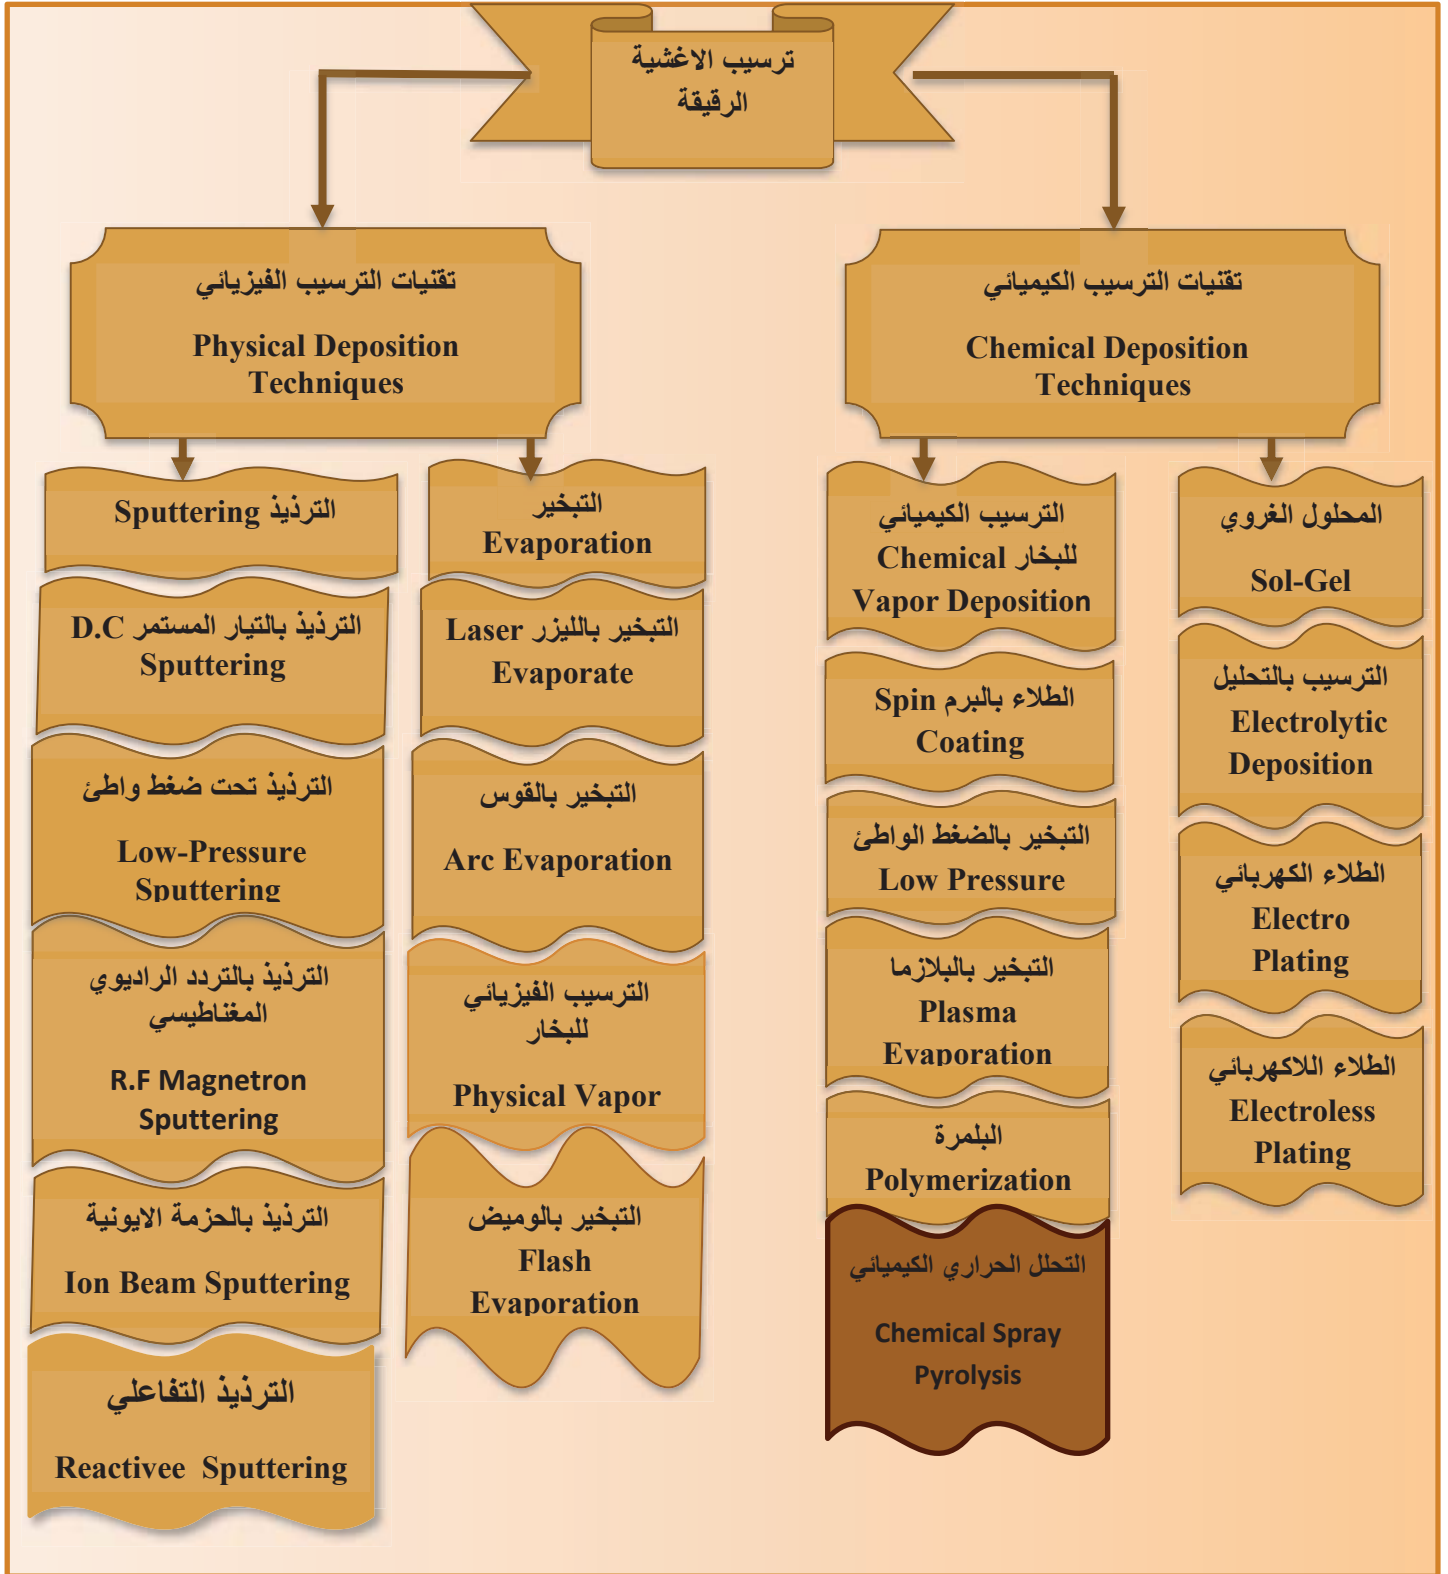 ترسيب الاغشية
الرقيقة
تقنيات الترسيب الفيزيائي
Physical Deposition
Techniques
تقنيات الترسيب الكيميائي
Chemical Deposition
Techniques
الترذيذ Sputtering
الترذيذ بالتيار المستمر D.C
Sputtering
الترذيذ تحت ضغط واطئ
Low-Pressure
Sputtering
الترذيذ بالتردد الراديوي
المغناطيسي
R.F Magnetron
Sputtering
الترذيذ بالحزمة الايونية
Ion Beam Sputtering
الترذيذ التفاعلي
Reactivee Sputtering
التبخير
Evaporation
التبخير بالليزر Laser
Evaporate
التبخير بالقوس
Arc Evaporation
الترسيب الفيزيائي
للبخار
Physical Vapor
التبخير بالوميض
Flash
Evaporation
الترسيب الكيميائي
للبخار Chemical
Vapor Deposition
الطلاء بالبرم Spin
Coating
التبخير بالضغط الواطئ
Low Pressure
التبخير بالبلازما
Plasma
Evaporation
البلمرة
Polymerization
التحلل الحراري الكيميائي
Chemical Spray
Pyrolysis
المحلول الغروي
Sol-Gel
الترسيب بالتحليل
Electrolytic
Deposition
الطلاء الكهربائي
Electro
Plating
الطلاء اللاكهربائي
Electroless
Plating